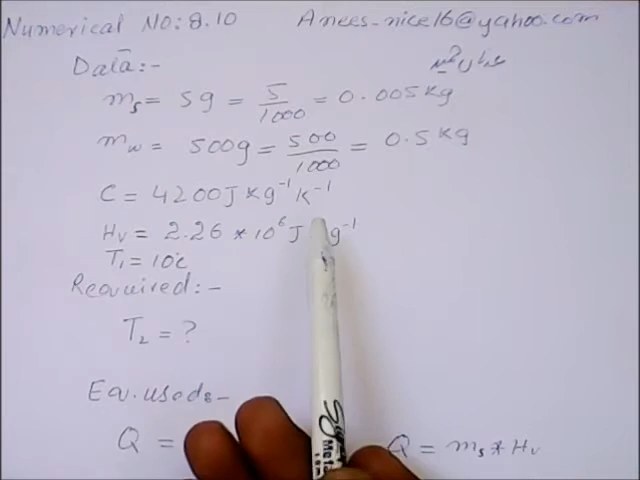 Numerical NO: 8.10 Anees-nice16@yahoo.com
Data:-
ms = 5g = 5/1000 = 0.005 Kg
mw = 500g = 500/1000 = 0.5 Kg
C = 4200J Kg⁻¹ K⁻¹
Hv = 2.26 * 10⁶ J g⁻¹
T₁ = 10℃
Required:-
T₂ = ?
Eq. used:-
Q = Q = ms * Hv